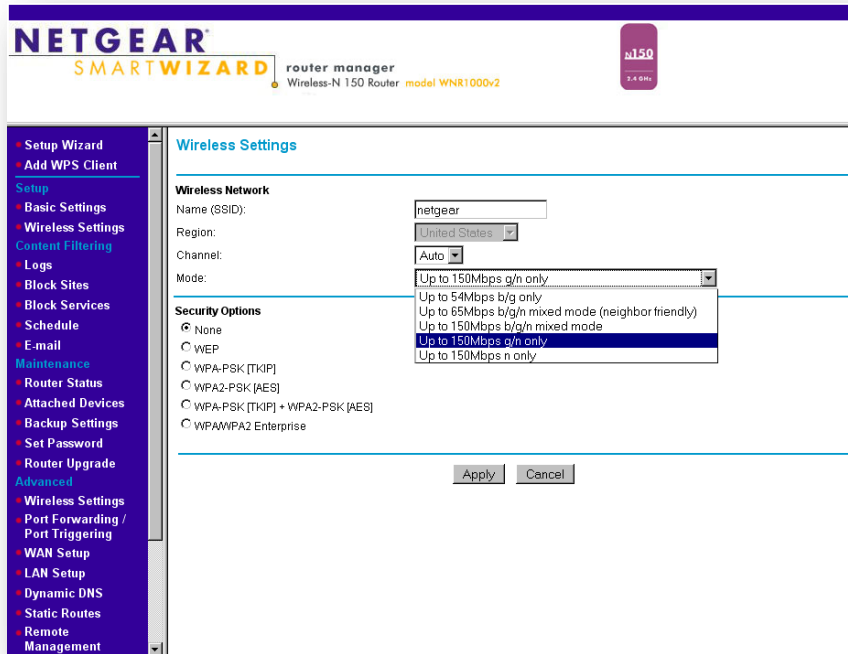 NETGEAR®
SMARTWIZARD router manager
Wireless-N 150 Router model WNR1000v2
N150
2.4 GHz
Setup Wizard
Add WPS Client
Setup
Basic Settings
Wireless Settings
Content Filtering
Logs
Block Sites
Block Services
Schedule
E-mail
Maintenance
Router Status
Attached Devices
Backup Settings
Set Password
Router Upgrade
Advanced
Wireless Settings
Port Forwarding /
Port Triggering
WAN Setup
LAN Setup
Dynamic DNS
Static Routes
Remote
Management
Wireless Settings
Wireless Network
Name (SSID): netgear
Region: United States
Channel: Auto
Mode: Up to 150Mbps g/n only
Up to 54Mbps b/g only
Up to 65Mbps b/g/n mixed mode (neighbor friendly)
Up to 150Mbps b/g/n mixed mode
Up to 150Mbps g/n only
Up to 150Mbps n only
Security Options
None
WEP
WPA-PSK [TKIP]
WPA2-PSK [AES]
WPA-PSK [TKIP] + WPA2-PSK [AES]
WPA/WPA2 Enterprise
Apply Cancel